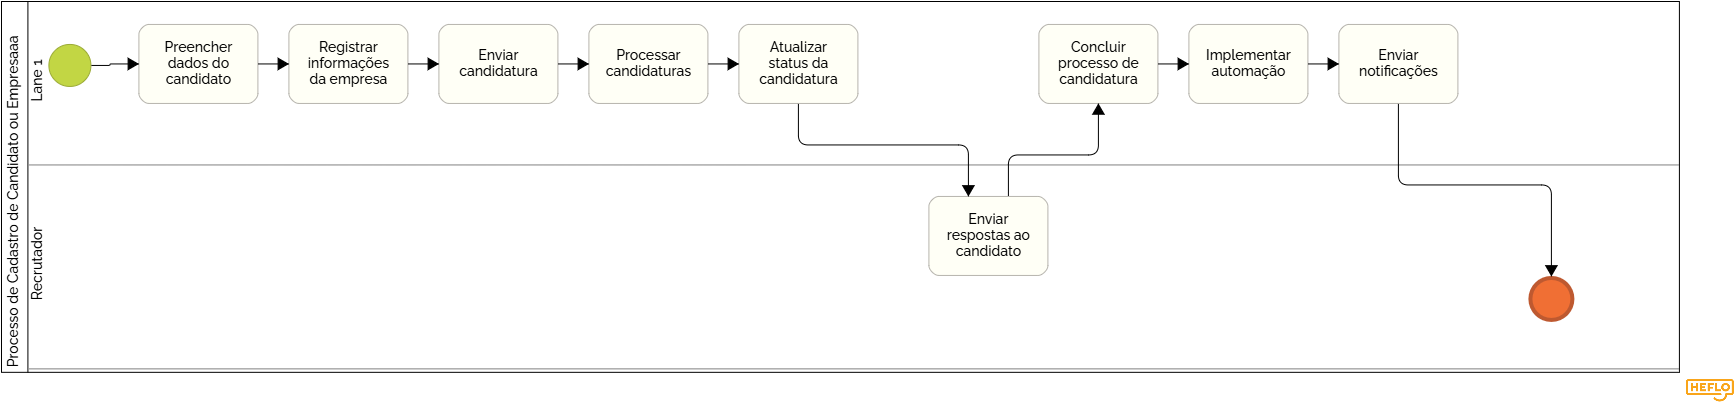 Processo de Cadastro de Candidato ou Empresaaa
Lane 1
Preencher
dados do
candidato
Registrar
informações
da empresa
Enviar
candidatura
Processar
candidaturas
Atualizar
status da
candidatura
Concluir
processo de
candidatura
Implementar
automação
Enviar
notificações
Recrutador
Enviar
respostas ao
candidato
HEFLO